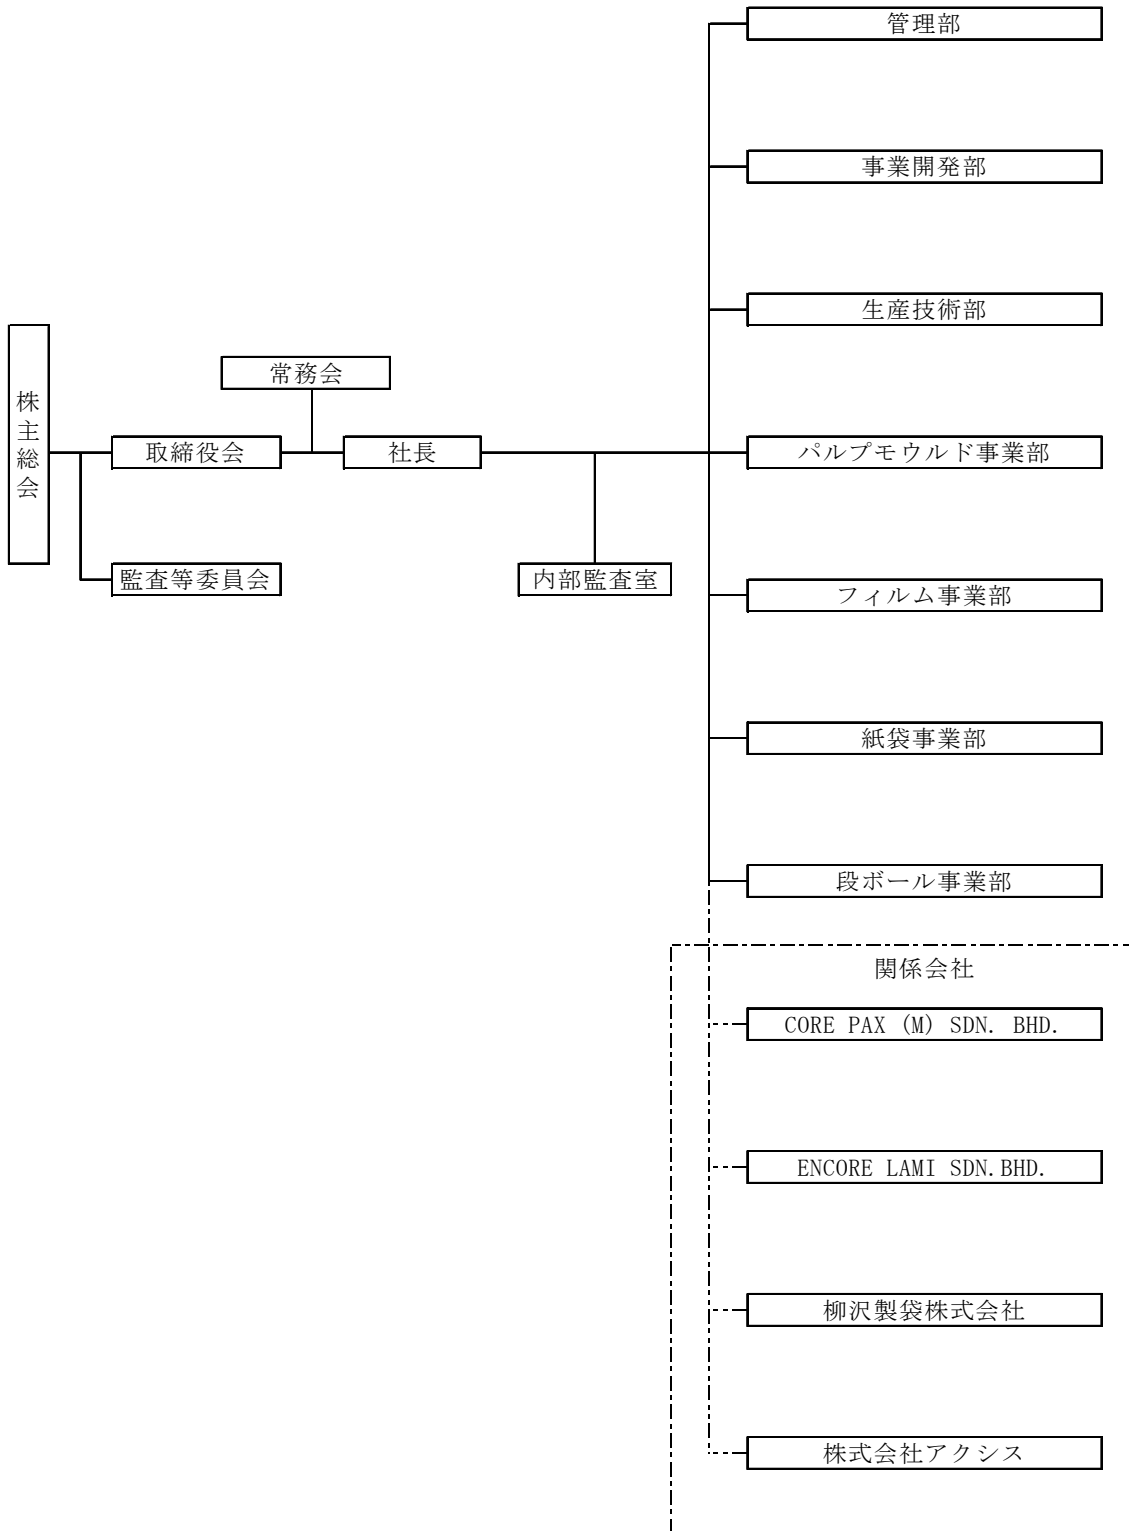 管理部
事業開発部
生産技術部
株主総会
常務会
取締役会
社長
パルプモウルド事業部
監査等委員会
内部監査室
フィルム事業部
紙袋事業部
段ボール事業部
関係会社
CORE PAX (M) SDN. BHD.
ENCORE LAMI SDN.BHD.
柳沢製袋株式会社
株式会社アクシス